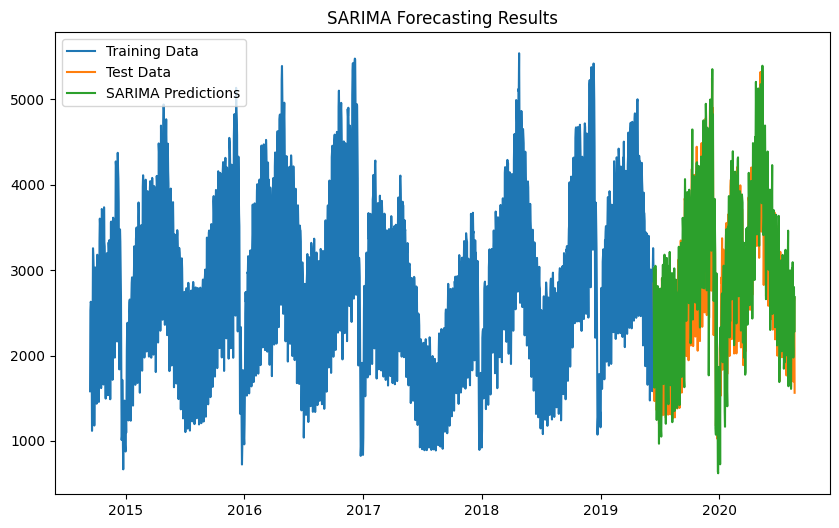 SARIMA Forecasting Results
Training Data
Test Data
SARIMA Predictions
5000
4000
3000
2000
1000
2015 2016 2017 2018 2019 2020